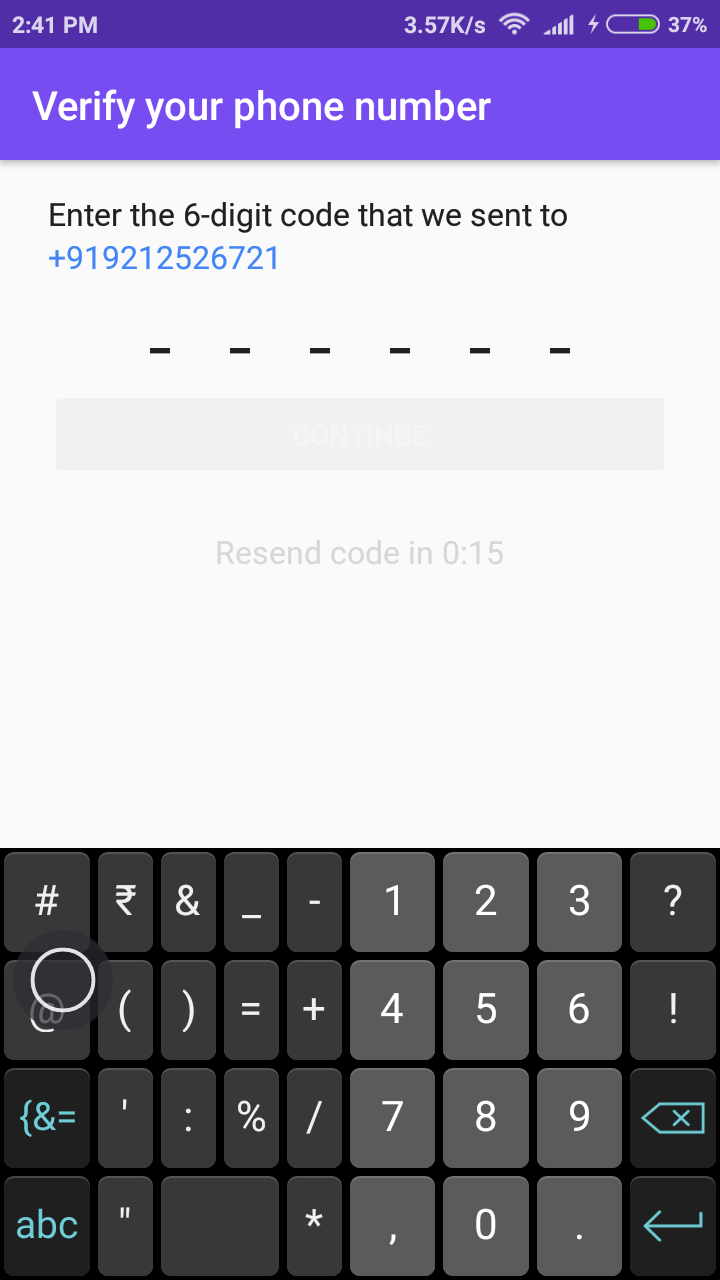 2:41 PM 3.57K/s 37%
Verify your phone number
Enter the 6-digit code that we sent to
+919212526721
- - - - - -
CONTINUE
Resend code in 0:15
# ₹ & _ - 1 2 3 ?
@ ( ) = + 4 5 6 !
{&= ' : % / 7 8 9
abc " * , 0 .